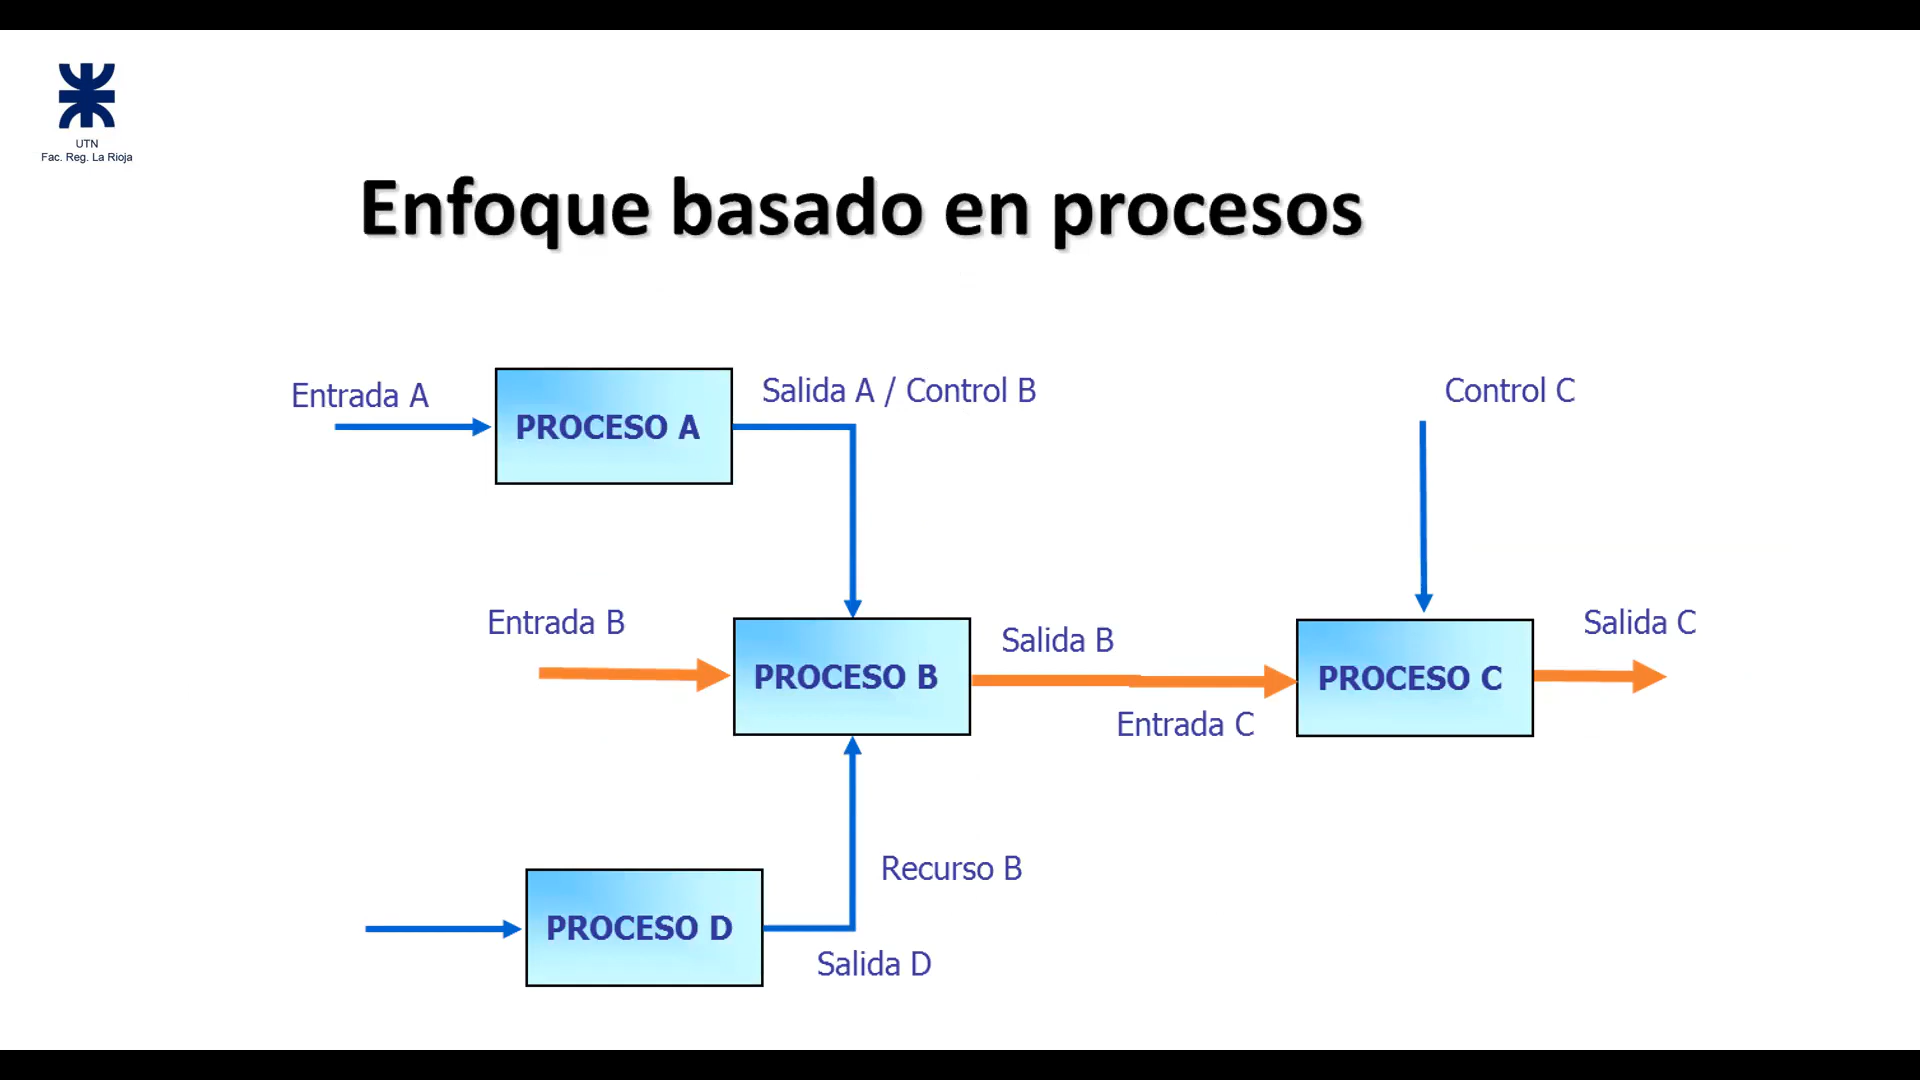 UTN
Fac. Reg. La Rioja
Enfoque basado en procesos
Entrada A
PROCESO A
Salida A / Control B
Control C
Entrada B
PROCESO B
Salida B
Entrada C
PROCESO C
Salida C
Recurso B
PROCESO D
Salida D